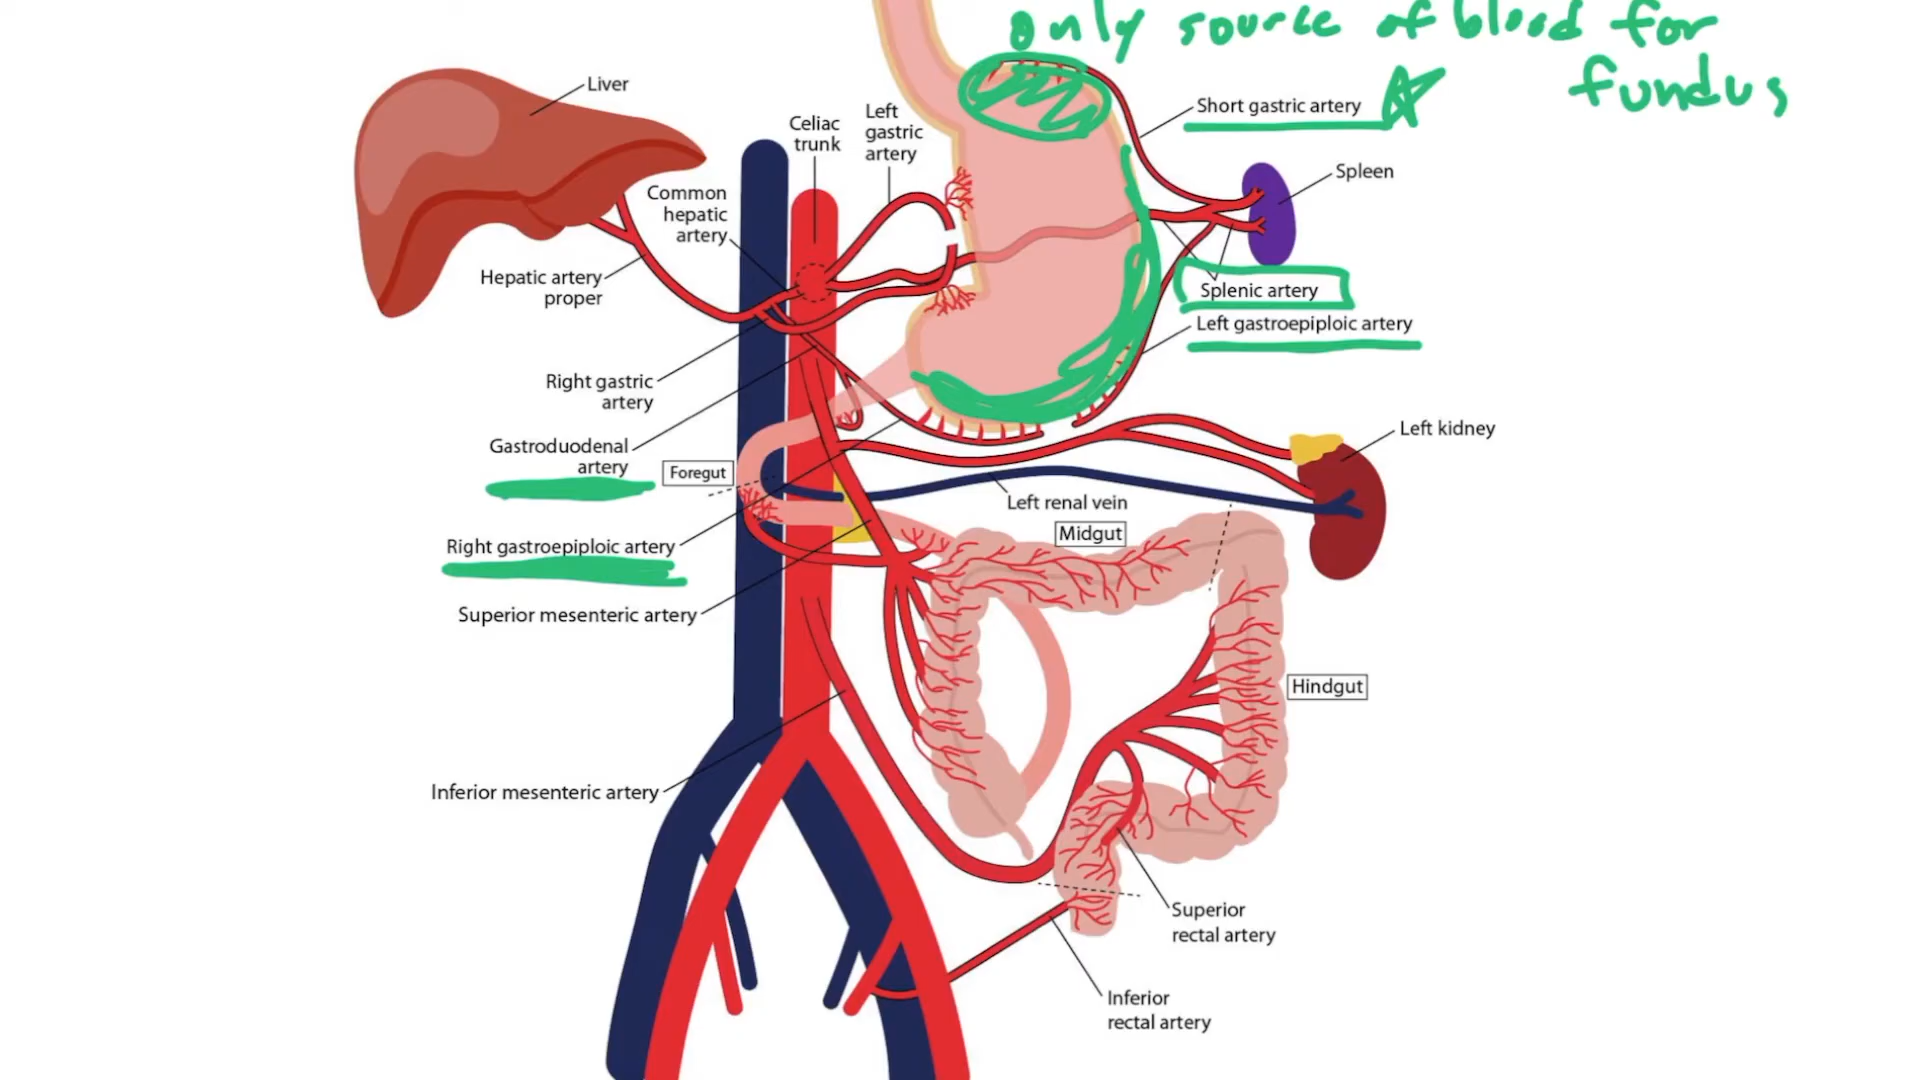 only source of blood for
fundus
Liver
Short gastric artery
Celiac
trunk
Left
gastric
artery
Spleen
Common
hepatic
artery
Hepatic artery
proper
Splenic artery
Left gastroepiploic artery
Right gastric
artery
Gastroduodenal
artery
Foregut
Left kidney
Left renal vein
Midgut
Right gastroepiploic artery
Superior mesenteric artery
Hindgut
Inferior mesenteric artery
Superior
rectal artery
Inferior
rectal artery